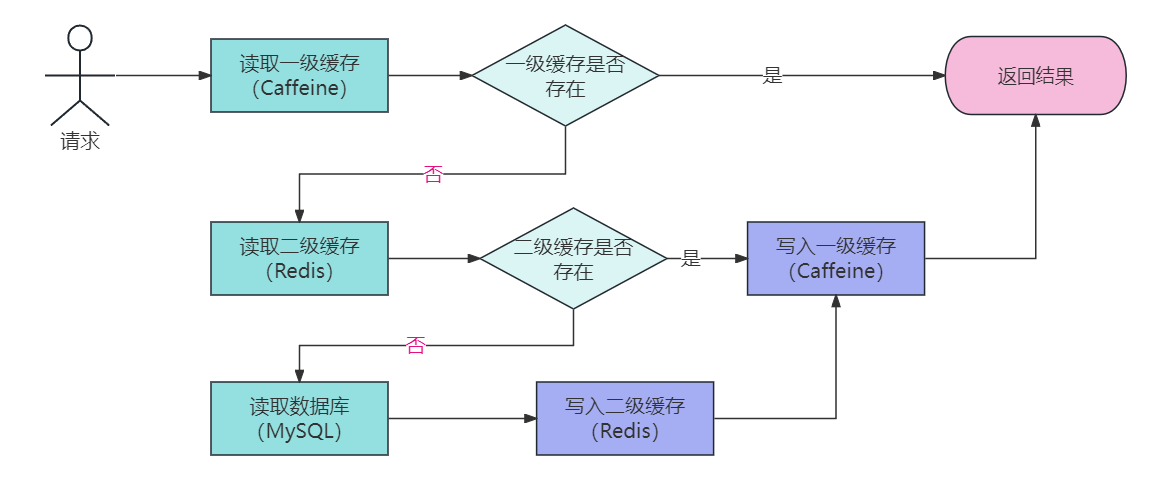 请求
读取一级缓存
（Caffeine）
一级缓存是否
存在
是
返回结果
否
读取二级缓存
（Redis）
二级缓存是否
存在
是
写入一级缓存
（Caffeine）
否
读取数据库
（MySQL）
写入二级缓存
（Redis）